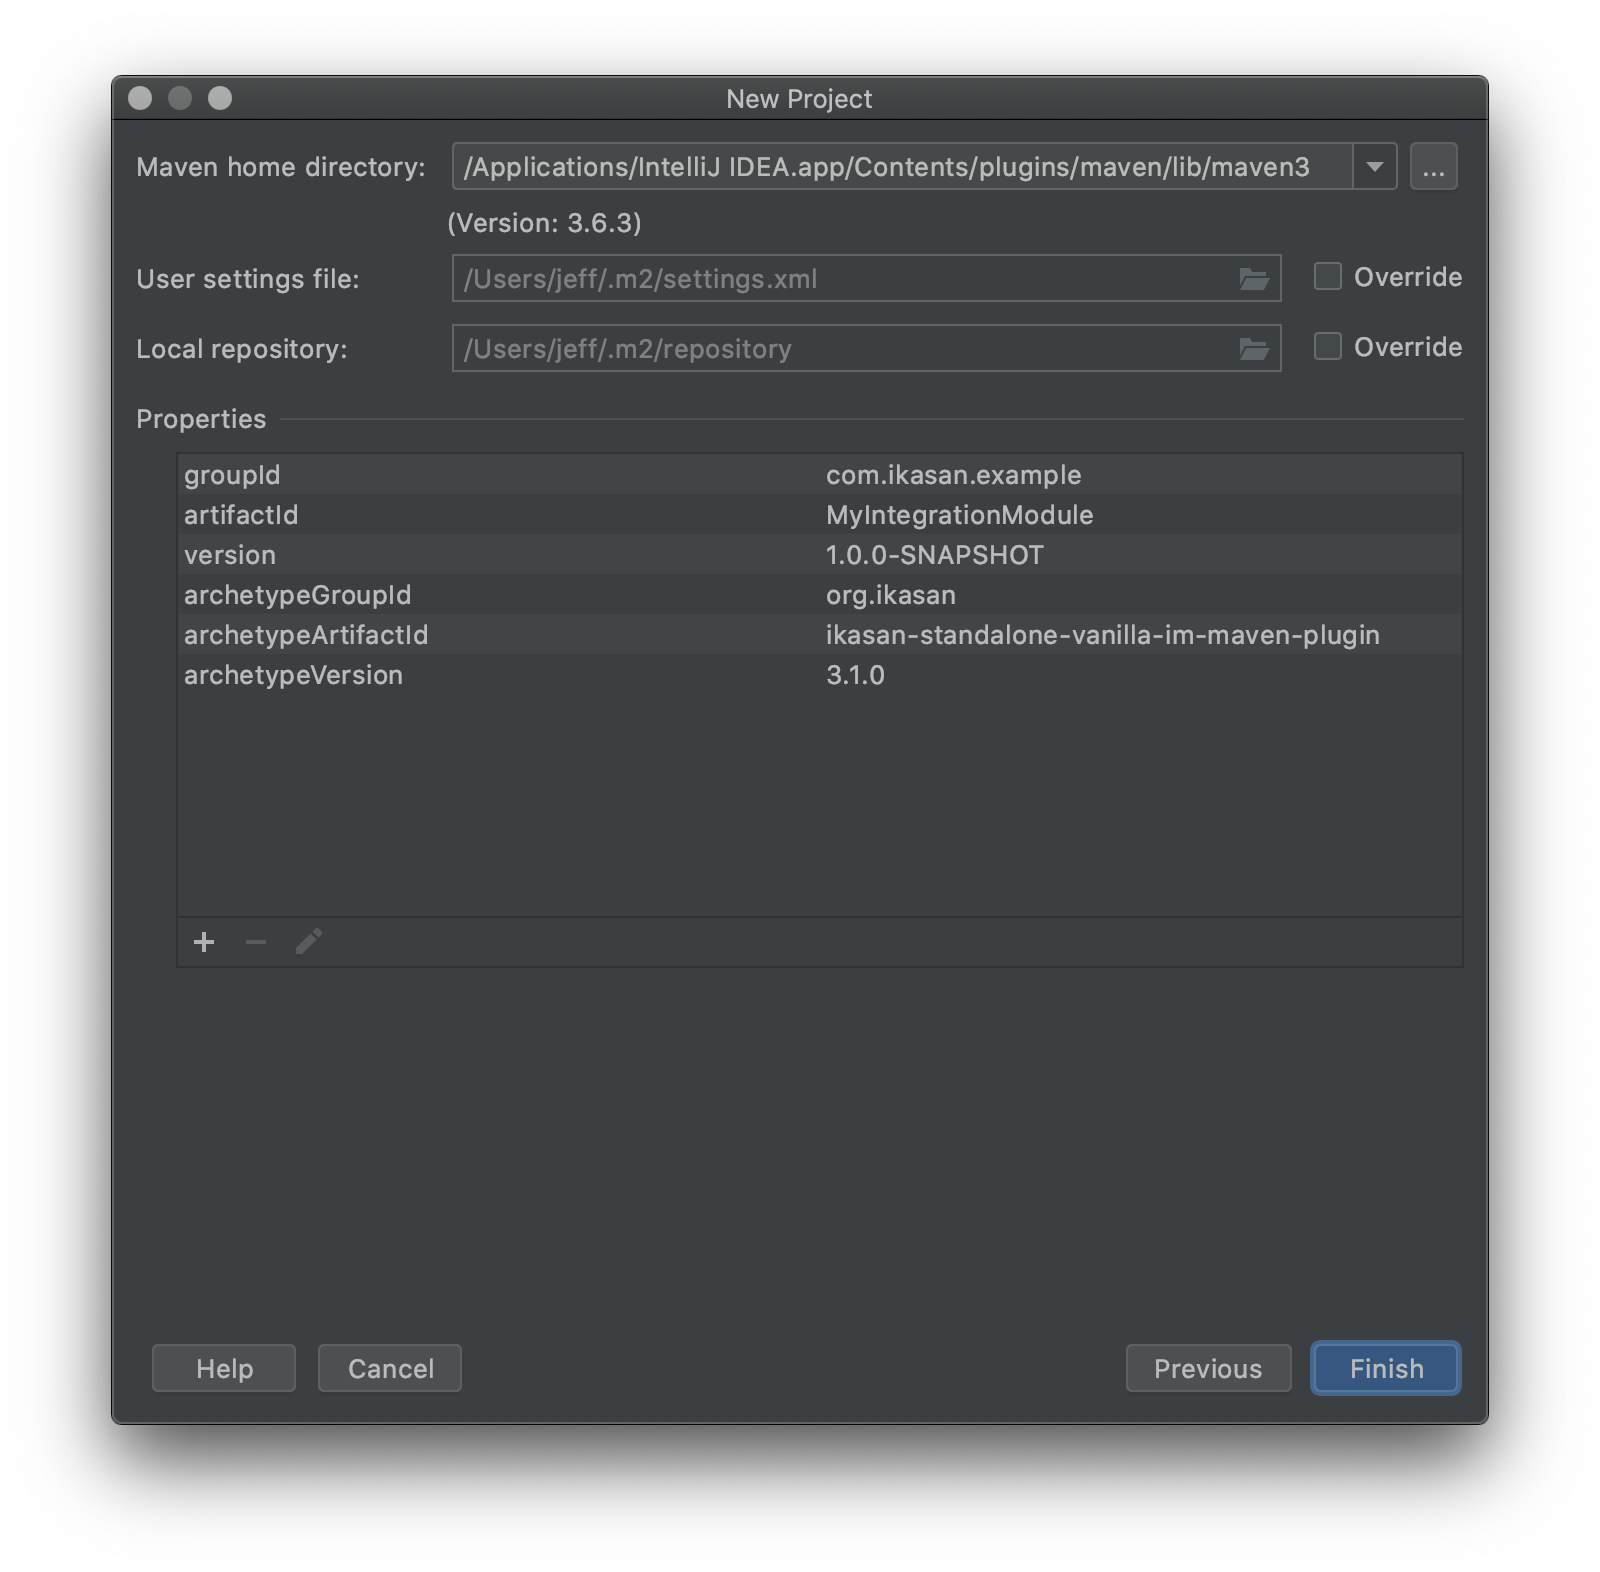 New Project
Maven home directory: /Applications/IntelliJ IDEA.app/Contents/plugins/maven/lib/maven3 ...
(Version: 3.6.3)
User settings file: /Users/jeff/.m2/settings.xml Override
Local repository: /Users/jeff/.m2/repository Override
Properties
groupId com.ikasan.example
artifactId MyIntegrationModule
version 1.0.0-SNAPSHOT
archetypeGroupId org.ikasan
archetypeArtifactId ikasan-standalone-vanilla-im-maven-plugin
archetypeVersion 3.1.0
Help Cancel Previous Finish